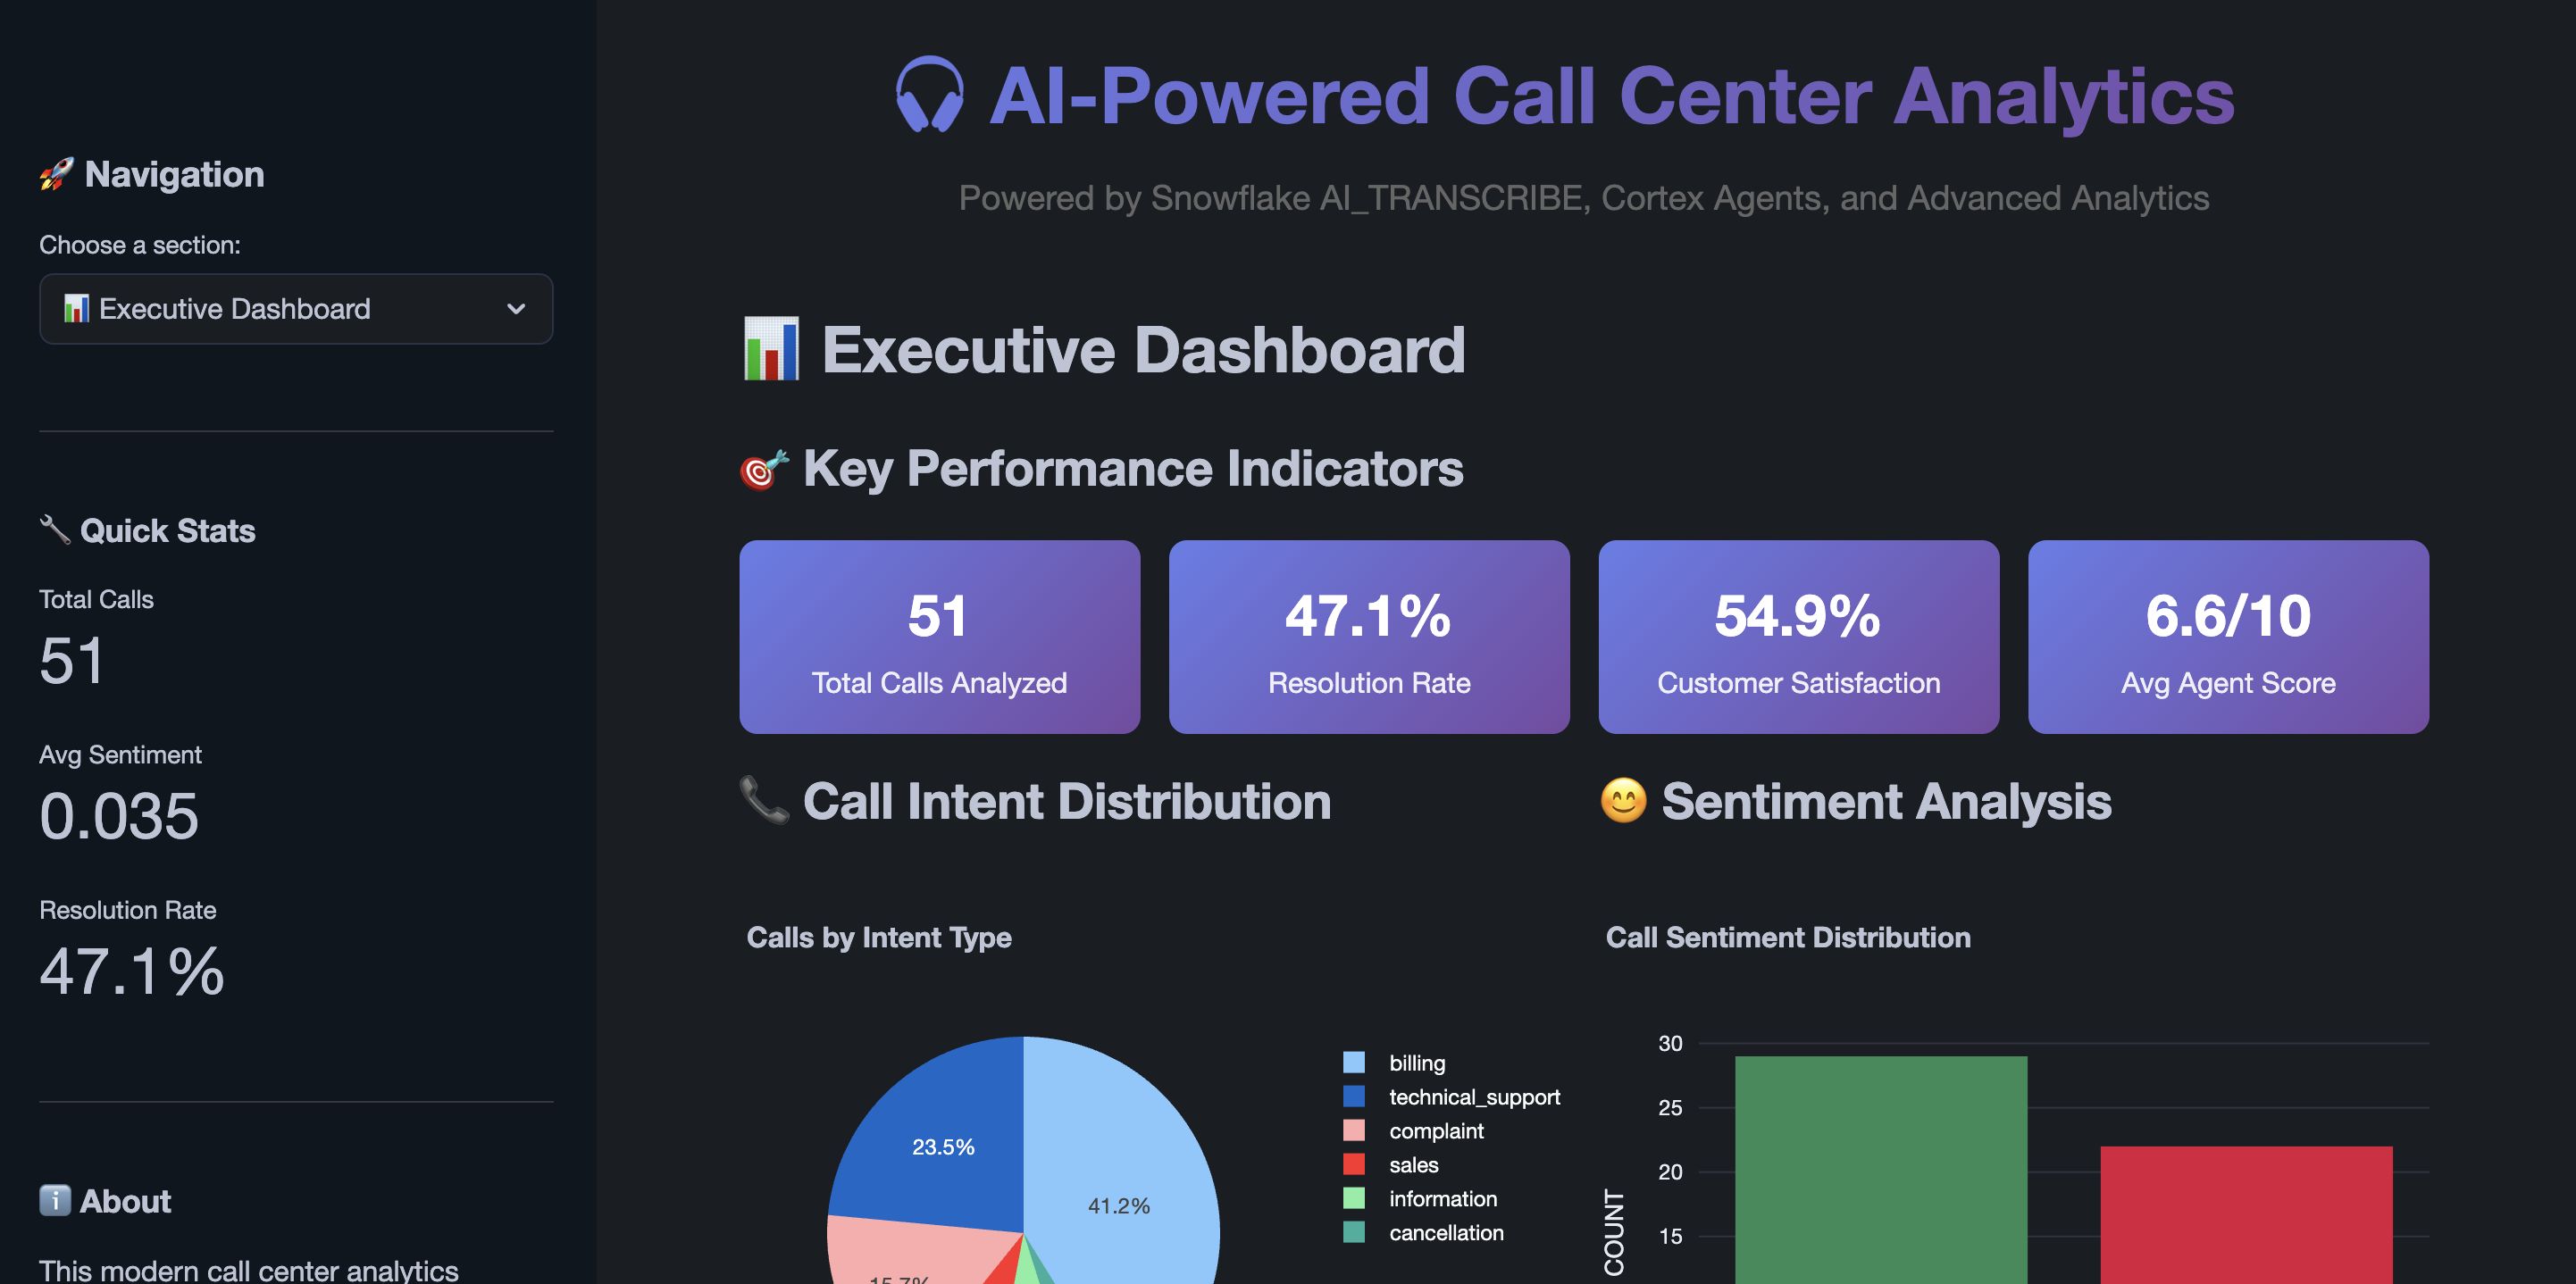 Navigation
Choose a section:
Executive Dashboard
Quick Stats
Total Calls
51
Avg Sentiment
0.035
Resolution Rate
47.1%
About
This modern call center analytics
AI-Powered Call Center Analytics
Powered by Snowflake AI_TRANSCRIBE, Cortex Agents, and Advanced Analytics
Executive Dashboard
Key Performance Indicators
51
Total Calls Analyzed
47.1%
Resolution Rate
54.9%
Customer Satisfaction
6.6/10
Avg Agent Score
Call Intent Distribution
Calls by Intent Type
23.5%
41.2%
15.7%
billing
technical_support
complaint
sales
information
cancellation
Sentiment Analysis
Call Sentiment Distribution
30
25
20
15
COUNT